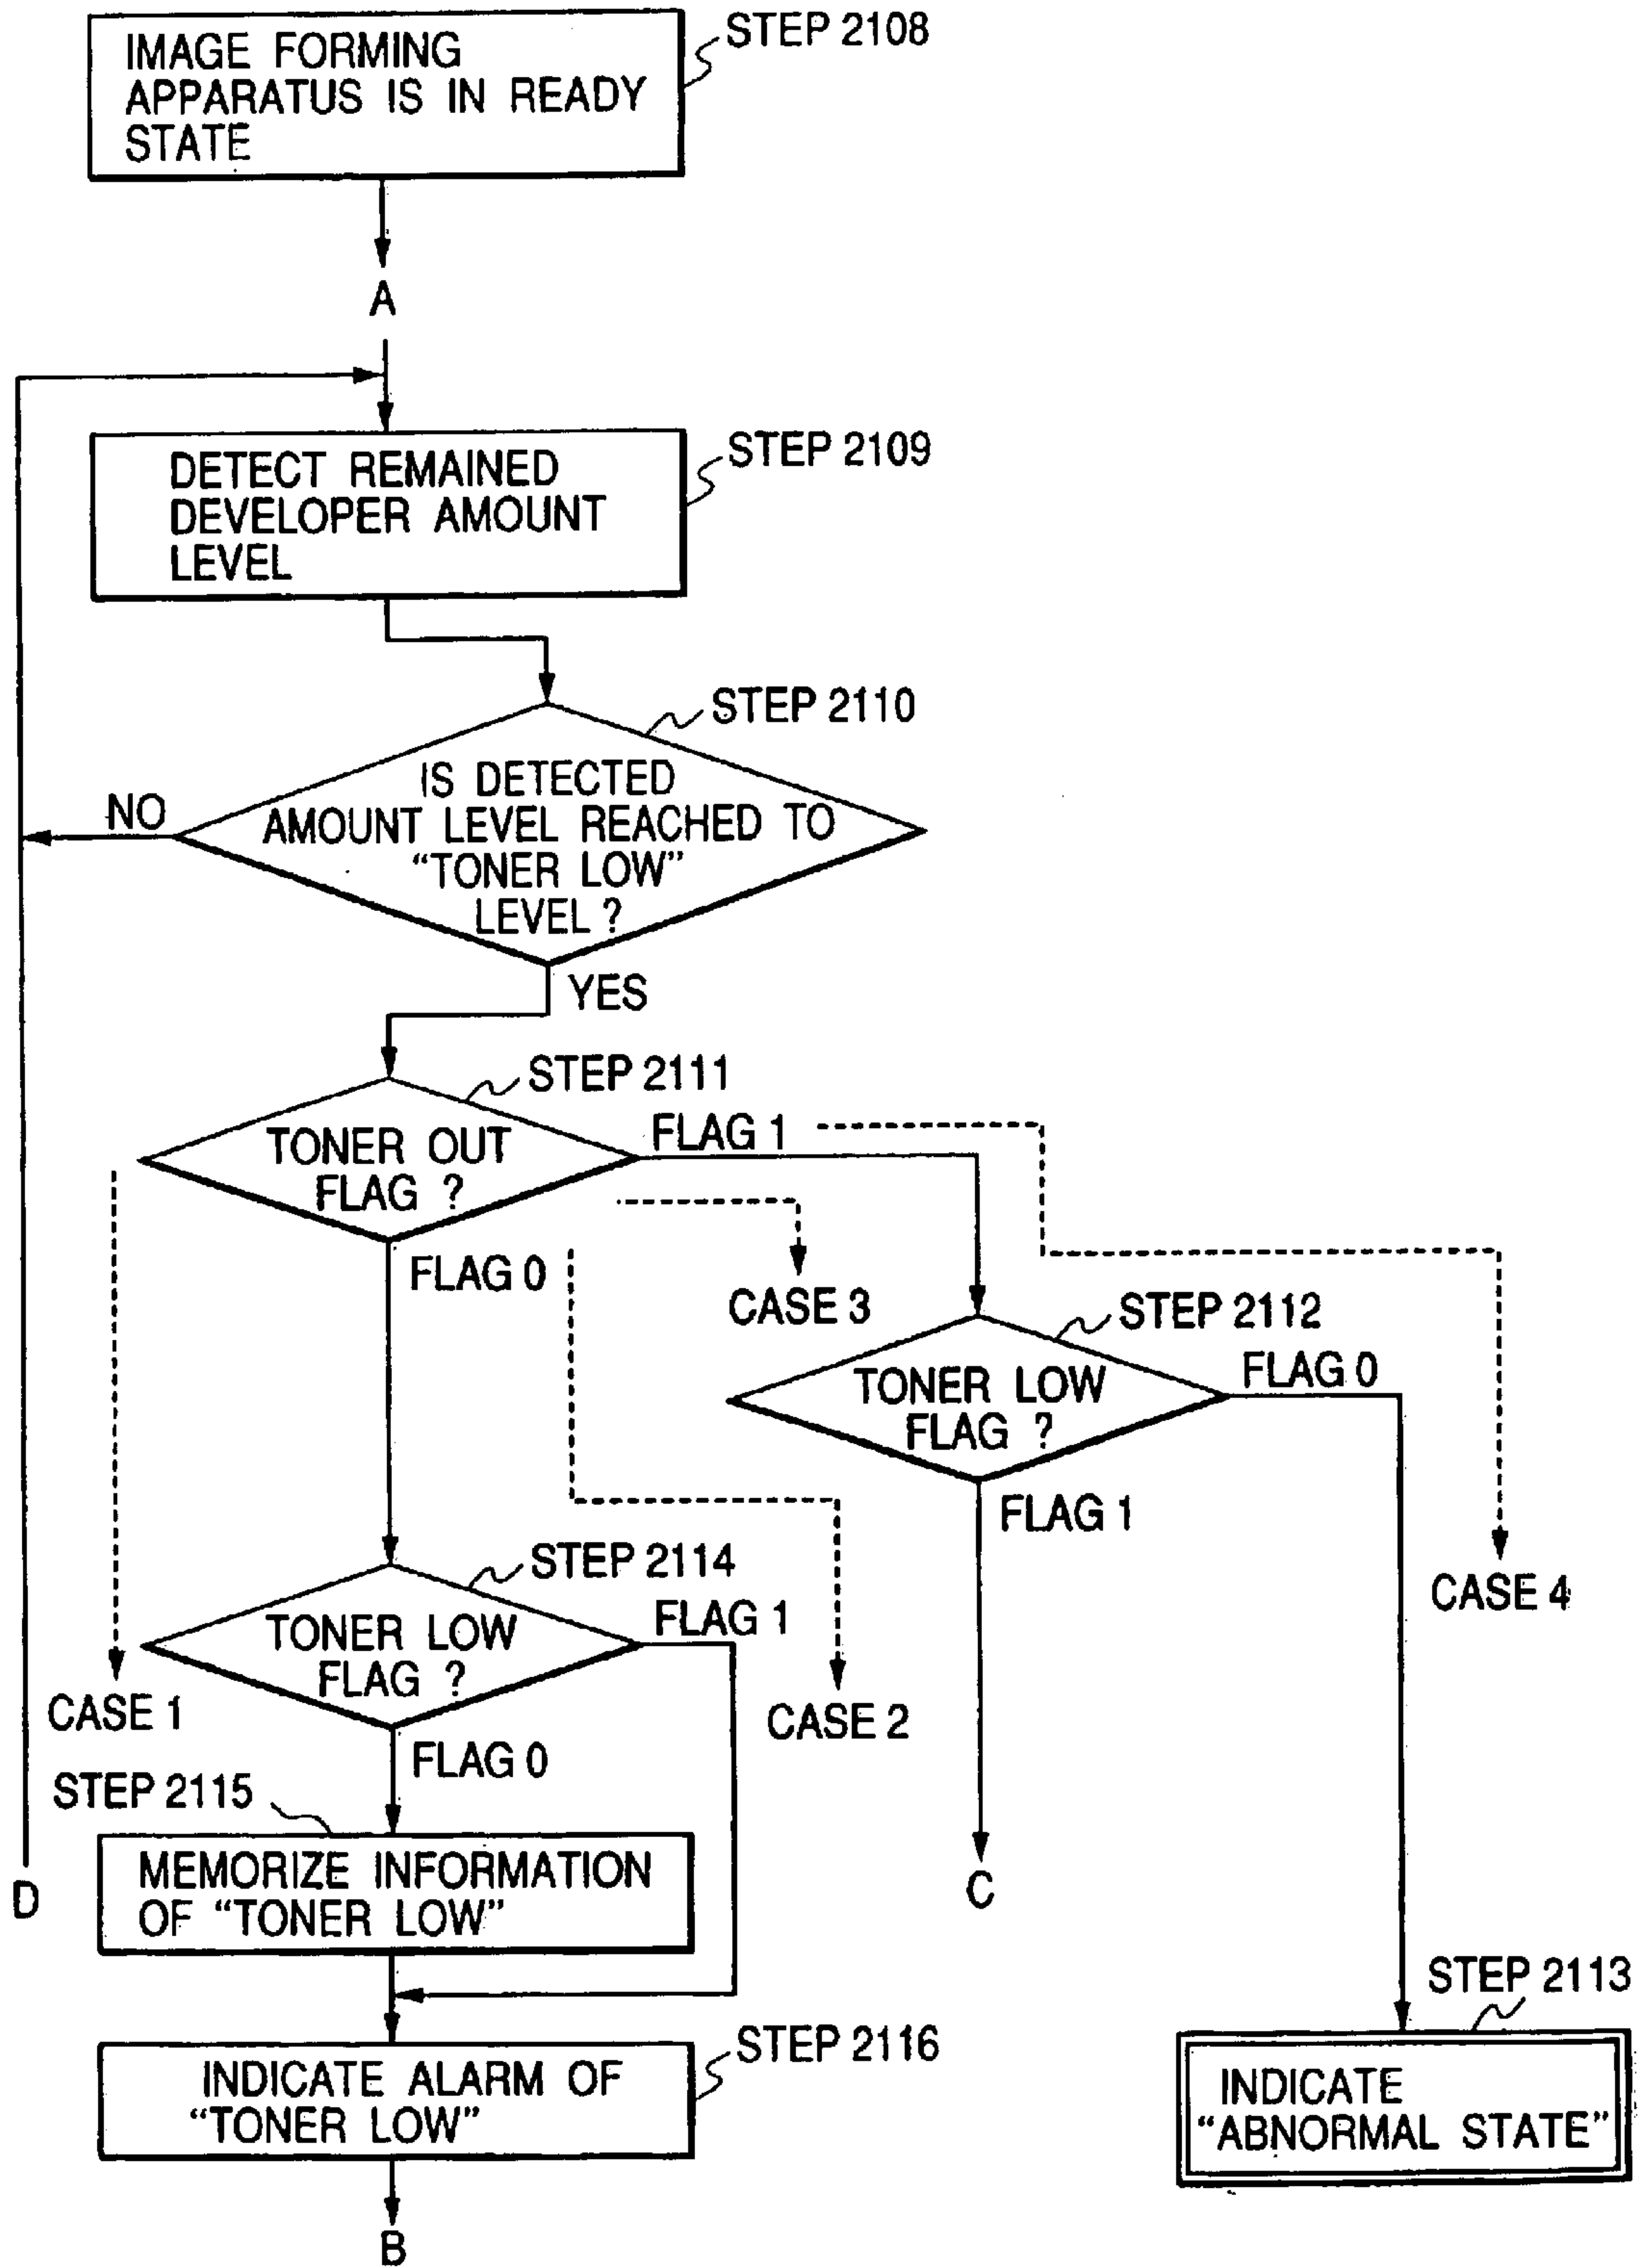 STEP 2108
IMAGE FORMING
APPARATUS IS IN READY
STATE
A
STEP 2109
DETECT REMAINED
DEVELOPER AMOUNT
LEVEL
STEP 2110
IS DETECTED
AMOUNT LEVEL REACHED TO
“TONER LOW”
LEVEL ?
NO
YES
STEP 2111
TONER OUT
FLAG ?
FLAG 1
FLAG 0
CASE 3
STEP 2112
TONER LOW
FLAG ?
FLAG 0
FLAG 1
CASE 4
STEP 2114
TONER LOW
FLAG ?
FLAG 1
CASE 1
CASE 2
FLAG 0
STEP 2115
MEMORIZE INFORMATION
OF “TONER LOW”
D
C
STEP 2113
INDICATE
“ABNORMAL STATE”
STEP 2116
INDICATE ALARM OF
“TONER LOW”
B